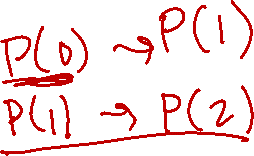 P(0) → P(1)
P(1) → P(2)